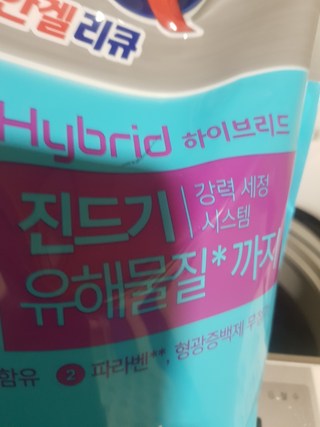 간겔리큐
Hybrid 하이브리드
진드기 강력 세정
시스템
유해물질* 까지
함유 2 파라벤**, 형광증백제